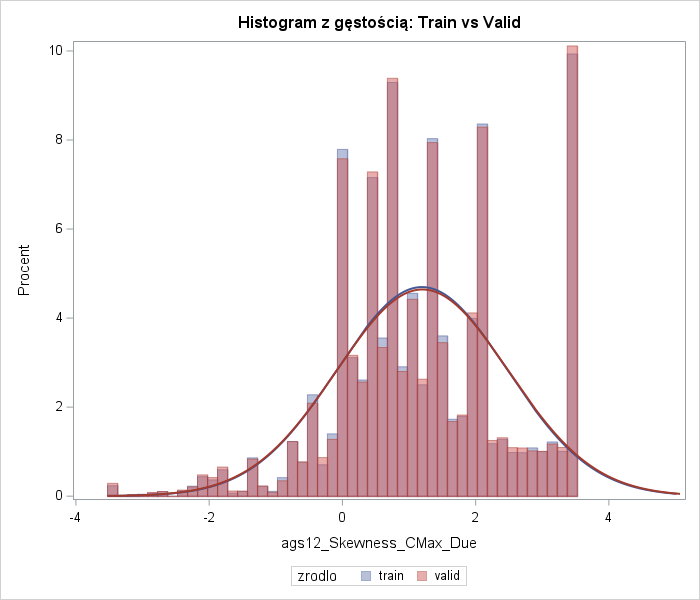 Histogram z gęstością: Train vs Valid
10
8
6
4
2
0
Procent
-4 -2 0 2 4
ags12_Skewness_CMax_Due
zrodlo train valid